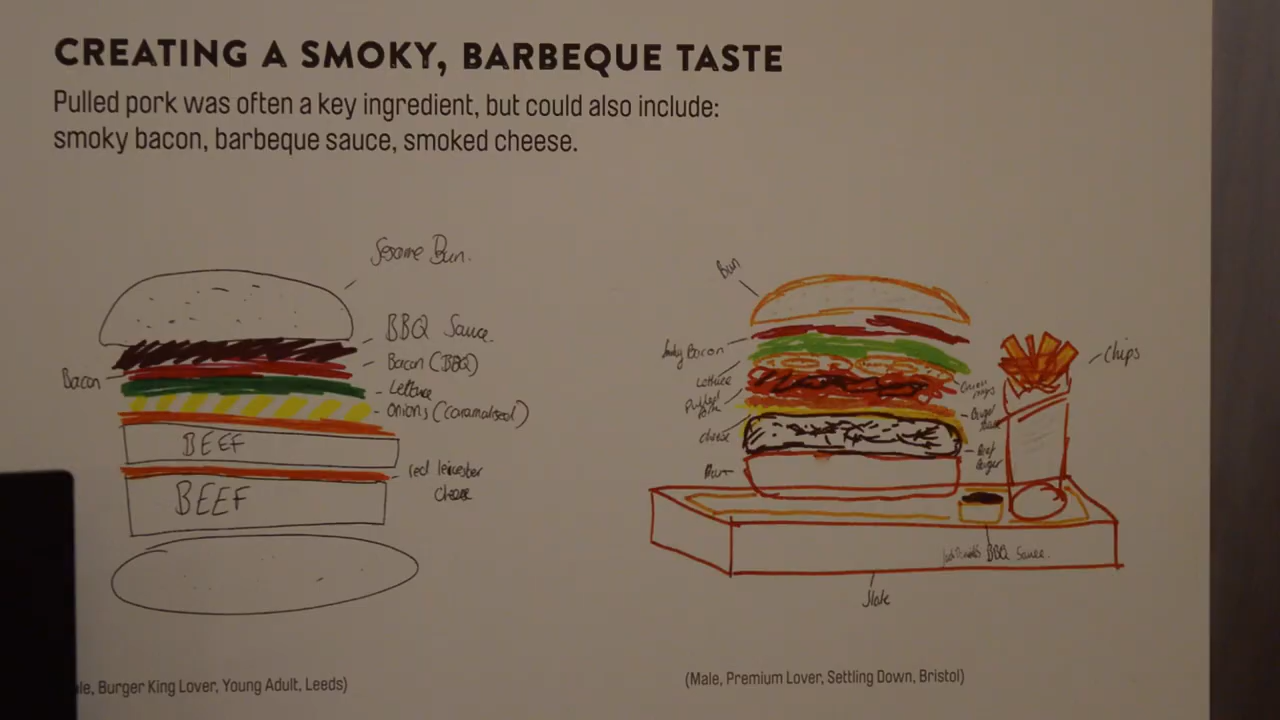 CREATING A SMOKY, BARBEQUE TASTE
Pulled pork was often a key ingredient, but could also include:
smoky bacon, barbeque sauce, smoked cheese.
Sesame Bun.
BBQ Sauce.
Bacon (BBQ)
Bacon
Lettuce
Onions (caramalised)
BEEF
red leicester
cheese
BEEF
Bun
Bacon
Lettuce
Pulled
Pork
cheese
Bun
Chips
Onion
rings
Burger
Beef
Burger
BBQ Sauce.
Slate
le, Burger King Lover, Young Adult, Leeds)
(Male, Premium Lover, Settling Down, Bristol)